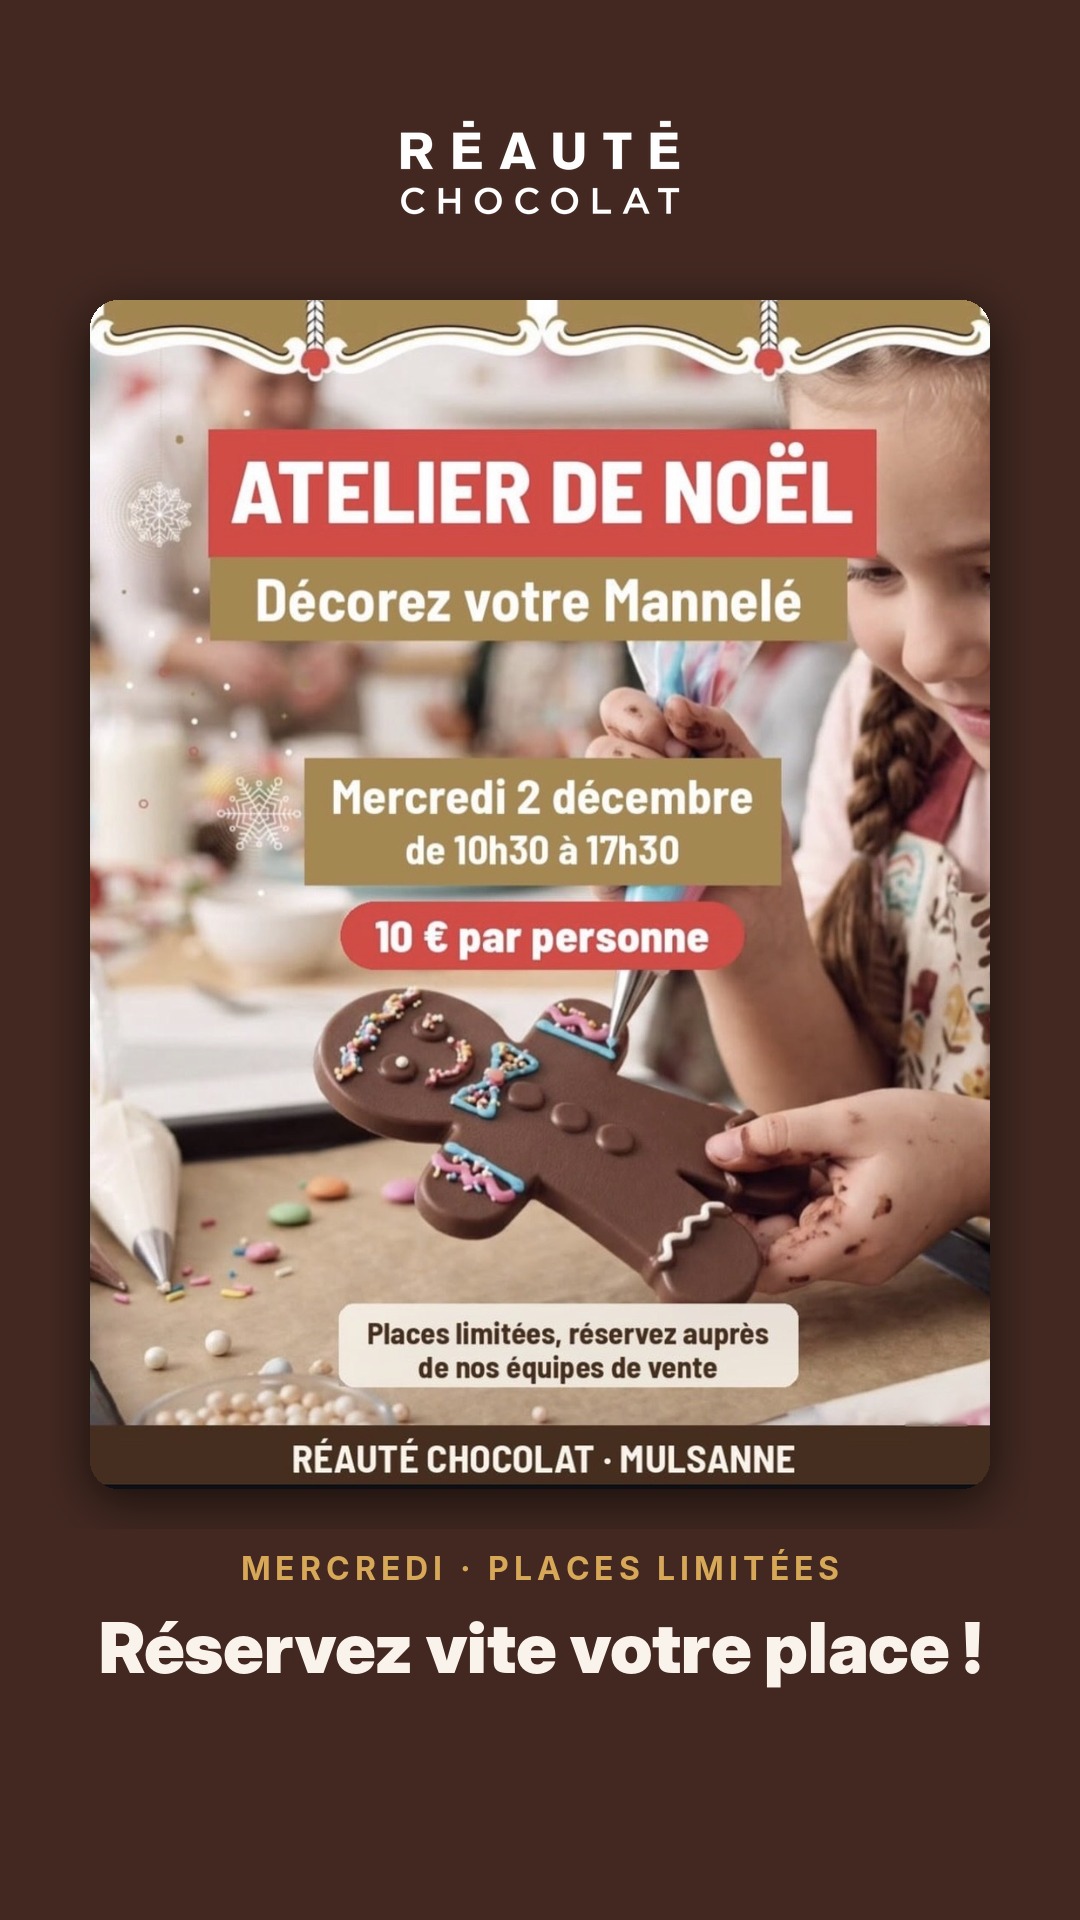 RÉAUTÉ
CHOCOLAT
ATELIER DE NOËL
Décorez votre Mannelé
Mercredi 2 décembre
de 10h30 à 17h30
10 € par personne
Places limitées, réservez auprès
de nos équipes de vente
RÉAUTÉ CHOCOLAT · MULSANNE
MERCREDI · PLACES LIMITÉES
Réservez vite votre place !